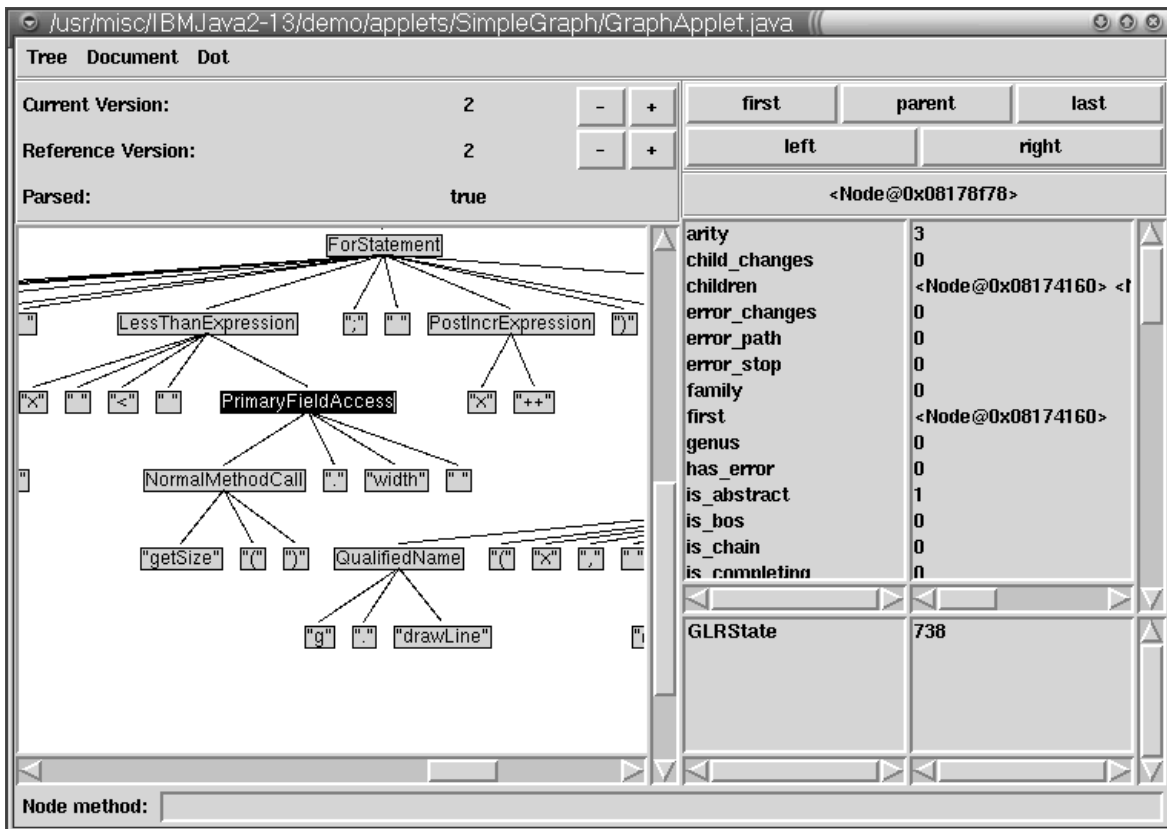 /usr/misc/IBMJava2-13/demo/applets/SimpleGraph/GraphApplet.java
Tree Document Dot
Current Version: 2 - +
Reference Version: 2 - +
Parsed: true
first parent last
left right
<Node@0x08178f78>
ForStatement
" LessThanExpression ";" " " PostIncrExpression ")"
"x" " " "<" " " PrimaryFieldAccess "x" "++"
" NormalMethodCall "." "width" " "
"getSize" "(" ")" QualifiedName "(" "x" "," " "
"g" "." "drawLine"
arity 3
child_changes 0
children <Node@0x08174160> <N
error_changes 0
error_path 0
error_stop 0
family 0
first <Node@0x08174160>
genus 0
has_error 0
is_abstract 1
is_bos 0
is_chain 0
is_completing 0
GLRState 738
Node method: